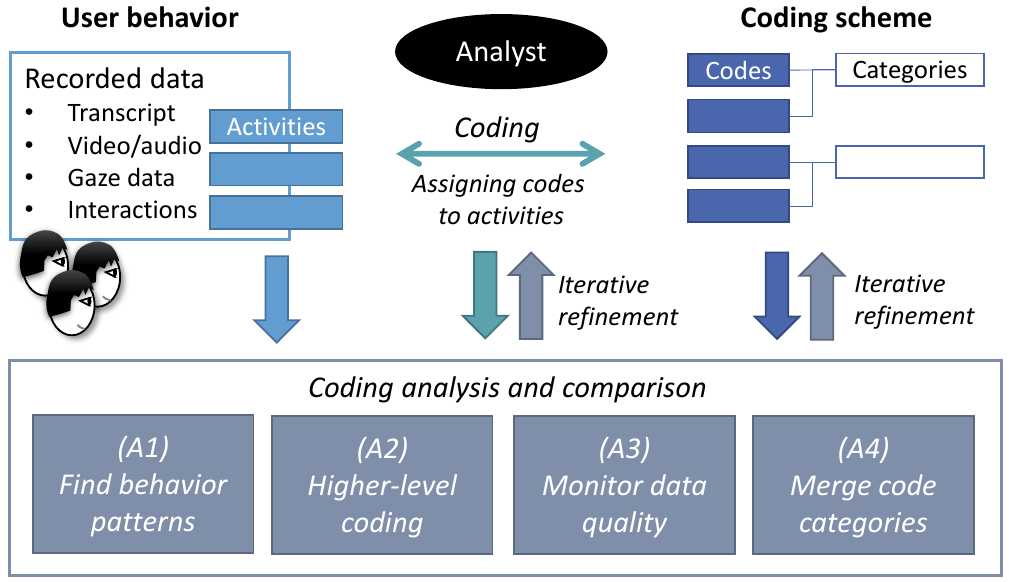 User behavior
Analyst
Coding scheme
Recorded data
• Transcript
• Video/audio
• Gaze data
• Interactions
Activities
Coding
Assigning codes
to activities
Codes
Categories
Iterative
refinement
Iterative
refinement
Coding analysis and comparison
(A1)
Find behavior
patterns
(A2)
Higher-level
coding
(A3)
Monitor data
quality
(A4)
Merge code
categories